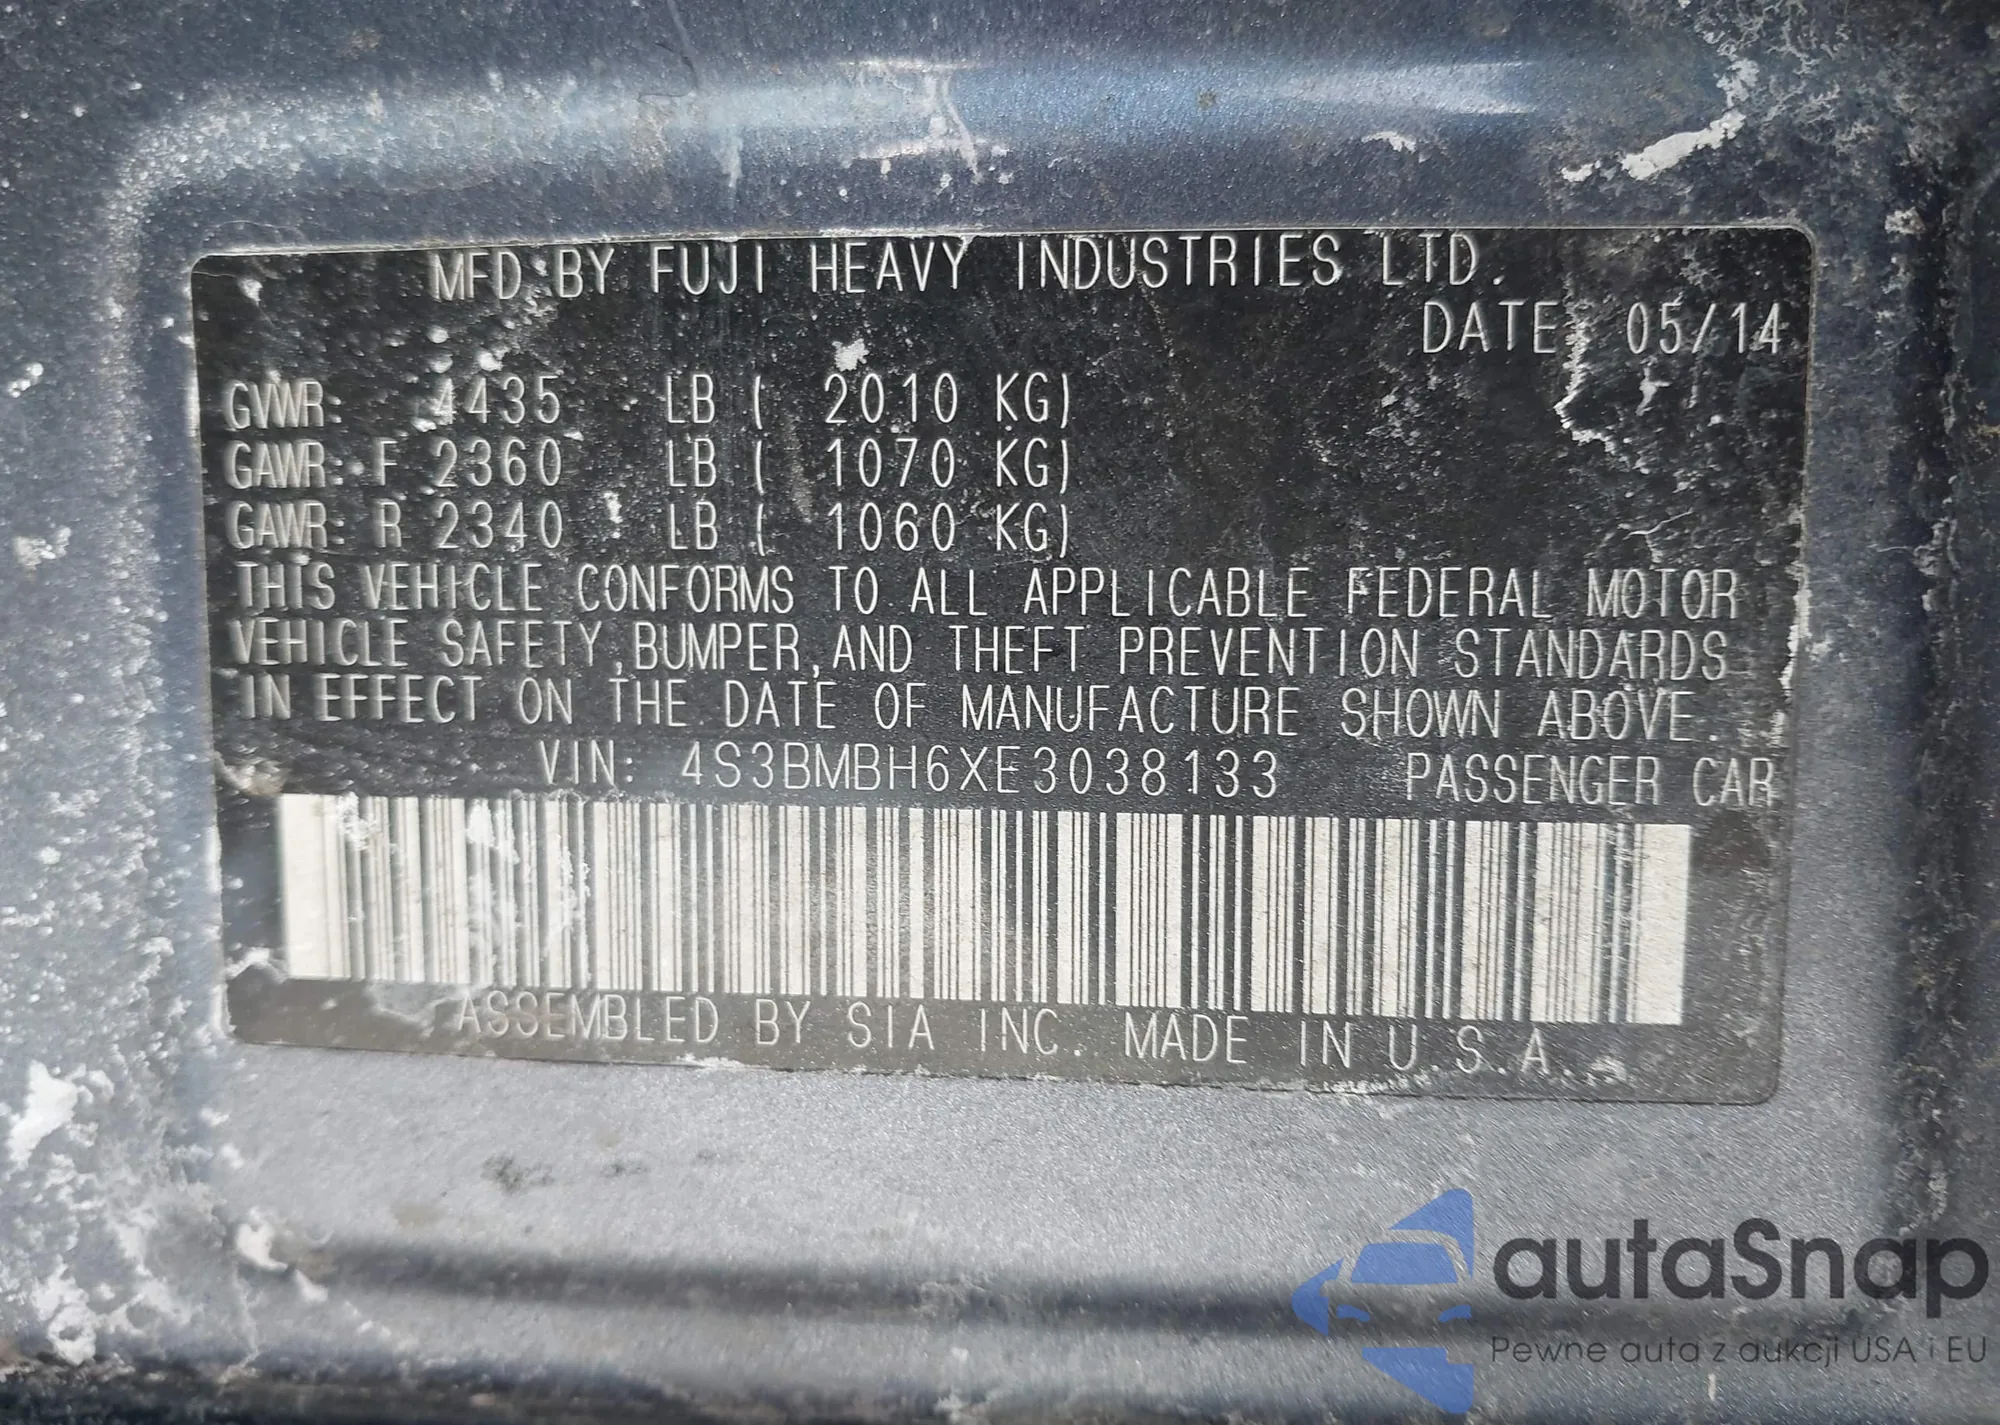 MFD BY FUJI HEAVY INDUSTRIES LTD.
DATE: 05/14
GVWR: 4435 LB ( 2010 KG)
GAWR: F 2360 LB ( 1070 KG)
GAWR: R 2340 LB ( 1060 KG)
THIS VEHICLE CONFORMS TO ALL APPLICABLE FEDERAL MOTOR
VEHICLE SAFETY,BUMPER,AND THEFT PREVENTION STANDARDS
IN EFFECT ON THE DATE OF MANUFACTURE SHOWN ABOVE.
VIN: 4S3BMBH6XE3038133 PASSENGER CAR
ASSEMBLED BY SIA INC. MADE IN U.S.A.
autaSnap
Pewne auta z aukcji USA i EU